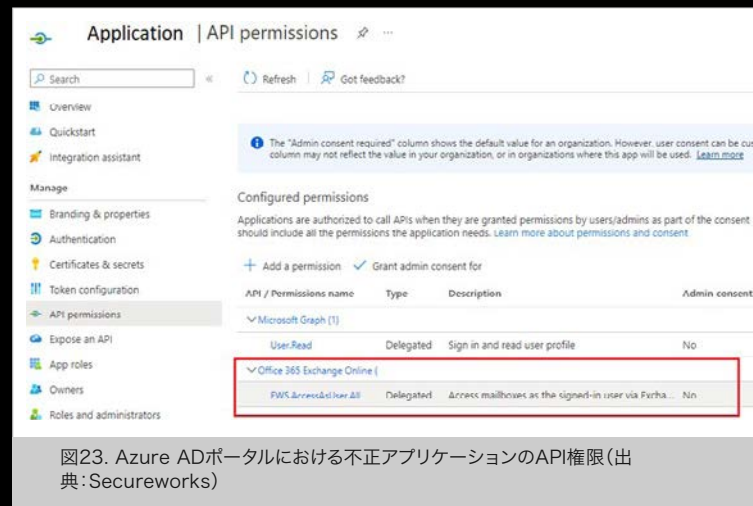 Application | API permissions
Search
Refresh
Got feedback?
Overview
Quickstart
Integration assistant
The "Admin consent required" column shows the default value for an organization. However, user consent can be cus
column may not reflect the value in your organization, or in organizations where this app will be used. Learn more
Manage
Branding & properties
Authentication
Certificates & secrets
Token configuration
API permissions
Expose an API
App roles
Owners
Roles and administrators
Configured permissions
Applications are authorized to call APIs when they are granted permissions by users/admins as part of the consent
should include all the permissions the application needs. Learn more about permissions and consent
Add a permission
Grant admin consent for
API / Permissions name Type Description Admin consent
Microsoft Graph (1)
User.Read Delegated Sign in and read user profile No
Office 365 Exchange Online (
EWS.AccessAsUser.All Delegated Access mailboxes as the signed-in user via Excha... No
図23. Azure ADポータルにおける不正アプリケーションのAPI権限(出
典:Secureworks)